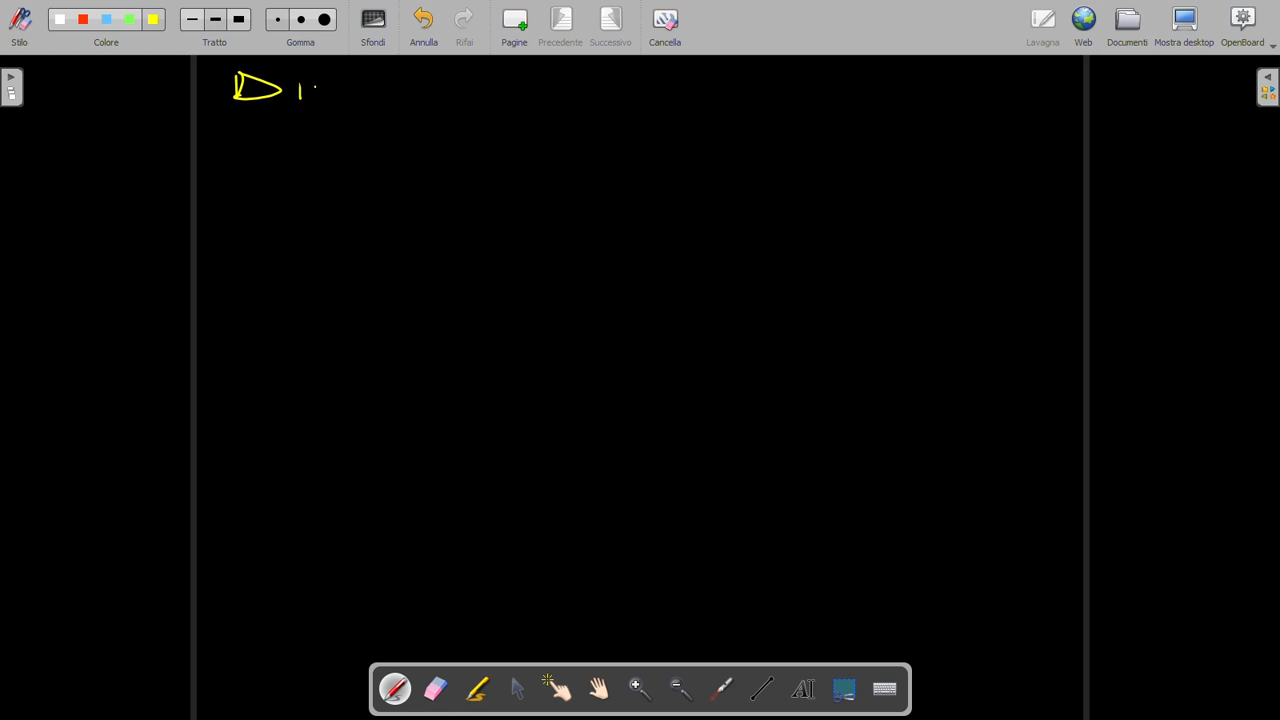 Stilo Colore Tratto Gomma Sfondi Annulla Rifai Pagine Precedente Successivo Cancella Lavagna Web Documenti Mostra desktop OpenBoard